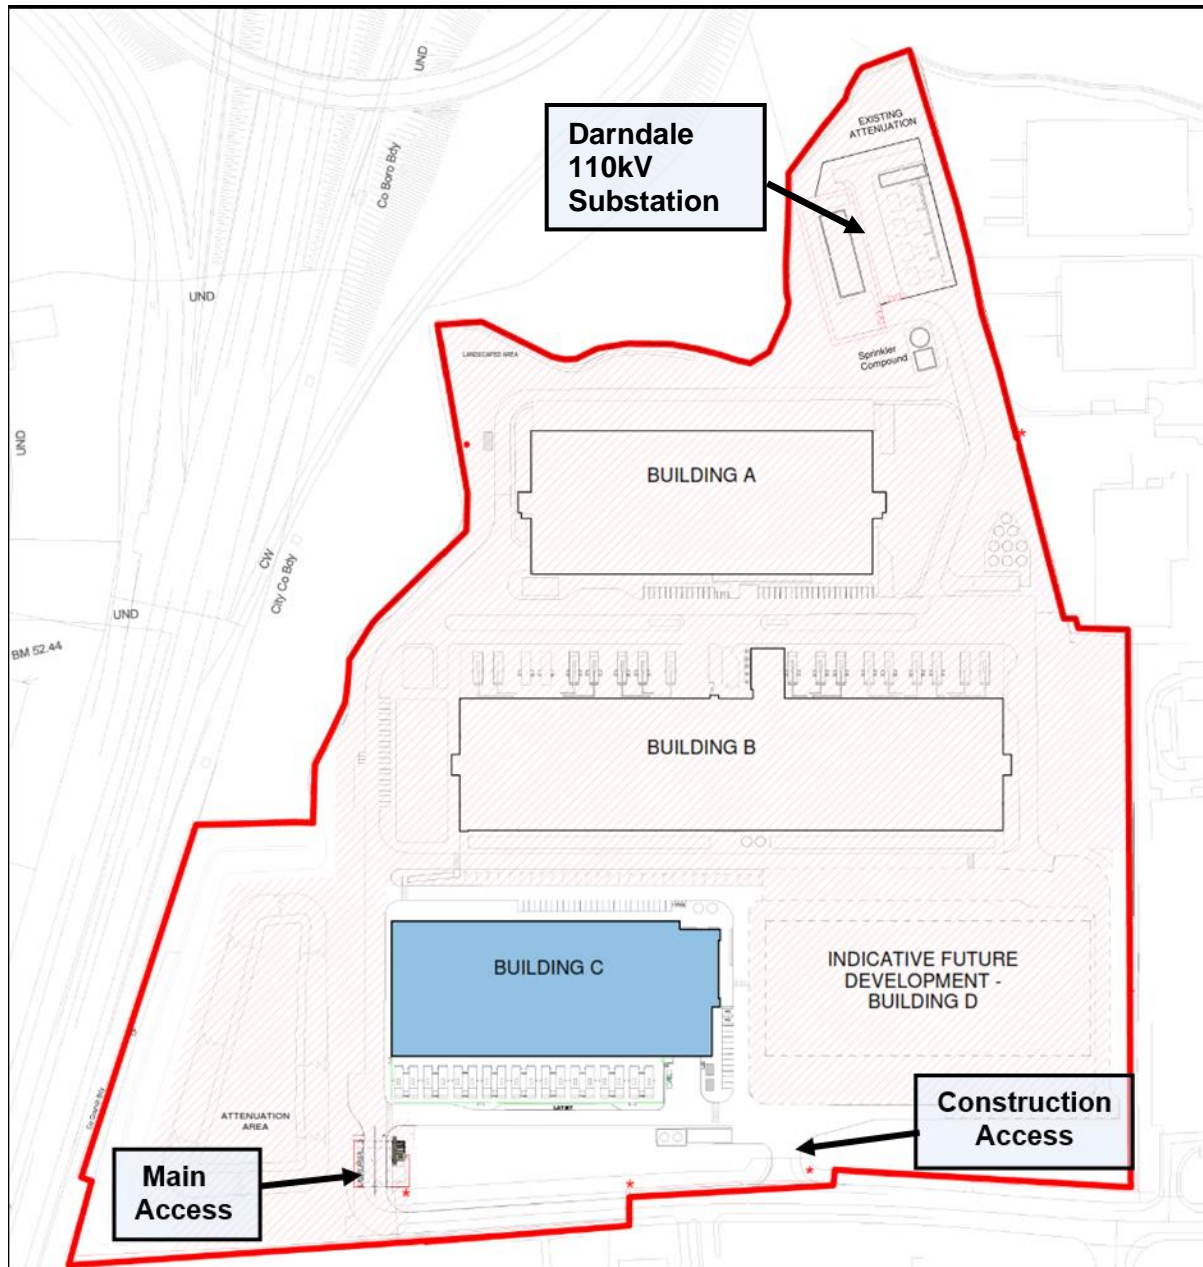 UND
Co Boro Bdy
EXISTING
ATTENUATION
Darndale
110kV
Substation
UND
LANDSCAPED AREA
Sprinkler
Compound
UND
BUILDING A
CW
City Co Bdy
UND
BM 52.44
BUILDING B
BUILDING C
INDICATIVE FUTURE
DEVELOPMENT -
BUILDING D
ATTENUATION
AREA
Construction
Access
Main
Access